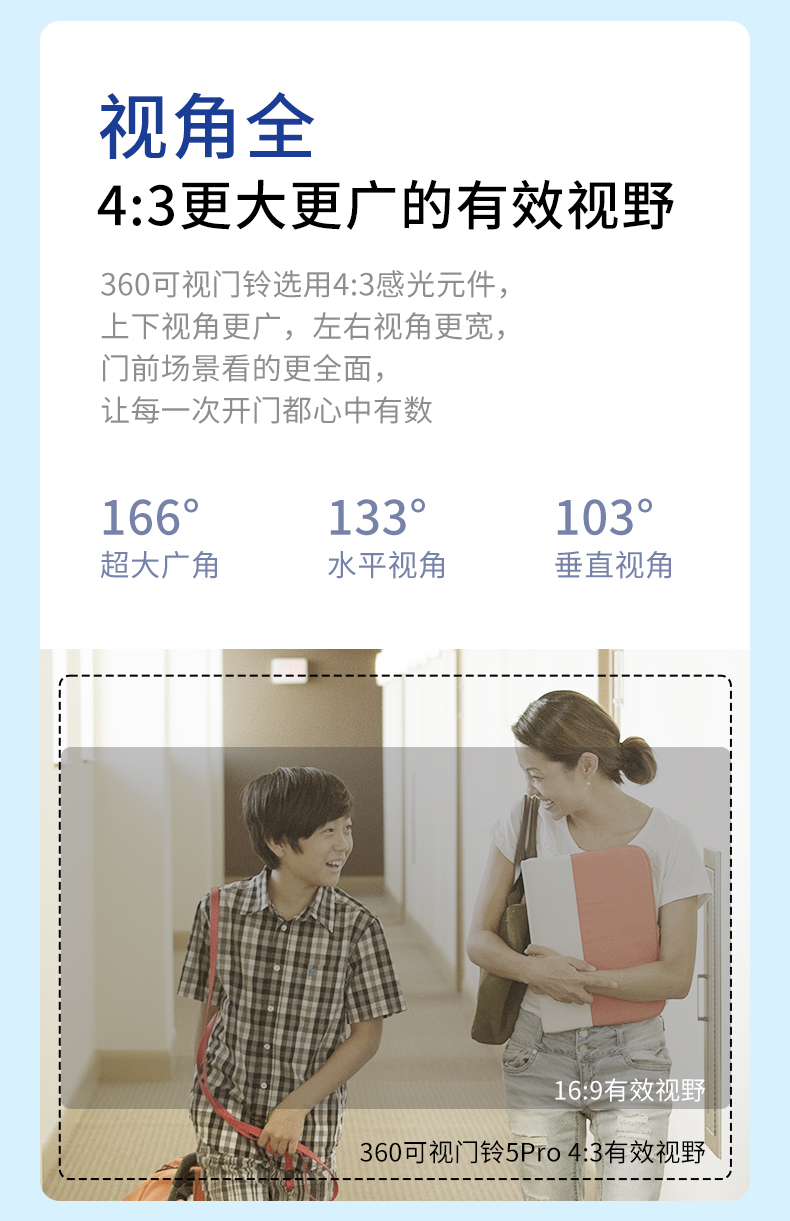 视角全
4:3更大更广的有效视野
360可视门铃选用4:3感光元件，
上下视角更广，左右视角更宽，
门前场景看的更全面，
让每一次开门都心中有数
166° 133° 103°
超大广角 水平视角 垂直视角
16:9有效视野
360可视门铃5Pro 4:3有效视野